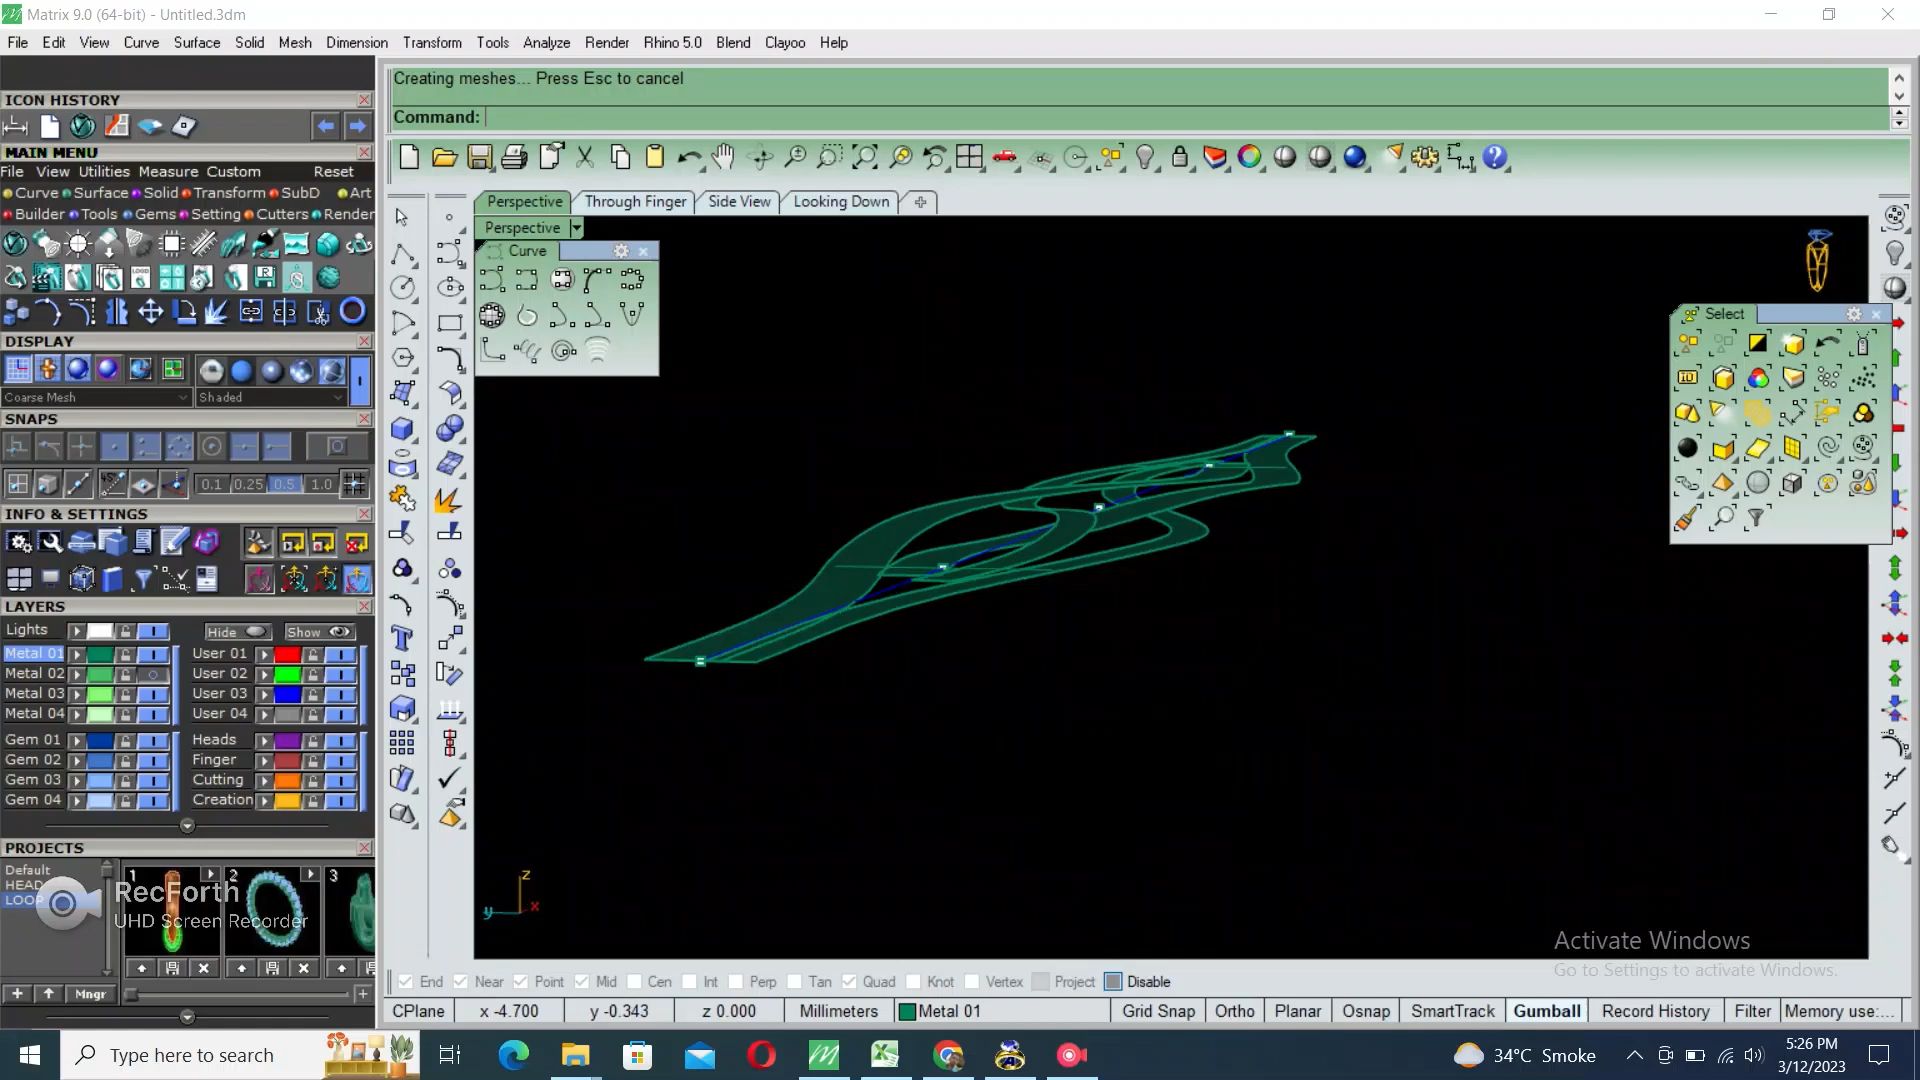 Matrix 9.0 (64-bit) - Untitled.3dm
File Edit View Curve Surface Solid Mesh Dimension Transform Tools Analyze Render Rhino 5.0 Blend Clayoo Help
Creating meshes... Press Esc to cancel
Command:
ICON HISTORY
MAIN MENU
File View Utilities Measure Custom Reset
Curve Surface Solid Transform SubD Art
Builder Tools Gems Setting Cutters Render
Perspective Through Finger Side View Looking Down
Perspective
Curve
Select
DISPLAY
Coarse Mesh Shaded
SNAPS
0.1 0.25 0.5 1.0
INFO & SETTINGS
LAYERS
Lights Hide Show
Metal 01 User 01
Metal 02 User 02
Metal 03 User 03
Metal 04 User 04
Gem 01 Heads
Gem 02 Finger
Gem 03 Cutting
Gem 04 Creation
PROJECTS
Default
HEAD
LOOP
1 2 3
RecForth
UHD Screen Recorder
Mngr
z
y x
Activate Windows
Go to Settings to activate Windows.
End Near Point Mid Cen Int Perp Tan Quad Knot Vertex Project Disable
CPlane x -4.700 y -0.343 z 0.000 Millimeters Metal 01 Grid Snap Ortho Planar Osnap SmartTrack Gumball Record History Filter Memory use:...
Type here to search
34°C Smoke
5:26 PM
3/12/2023